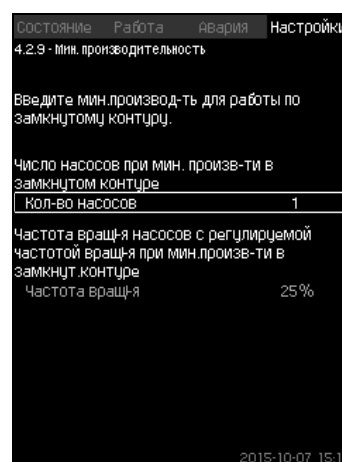 Состояние Работа Авария Настройки
4.2.9 - Мин. производительность
Введите мин.производ-ть для работы по
замкнутому контуру.
Число насосов при мин. произв-ти в
замкнутом контуре
Кол-во насосов 1
Частота вращ-я насосов с регулируемой
частотой вращ-я при мин.произв-ти в
замкнут.контуре
Частота вращ-я 25%
2015-10-07 15:1